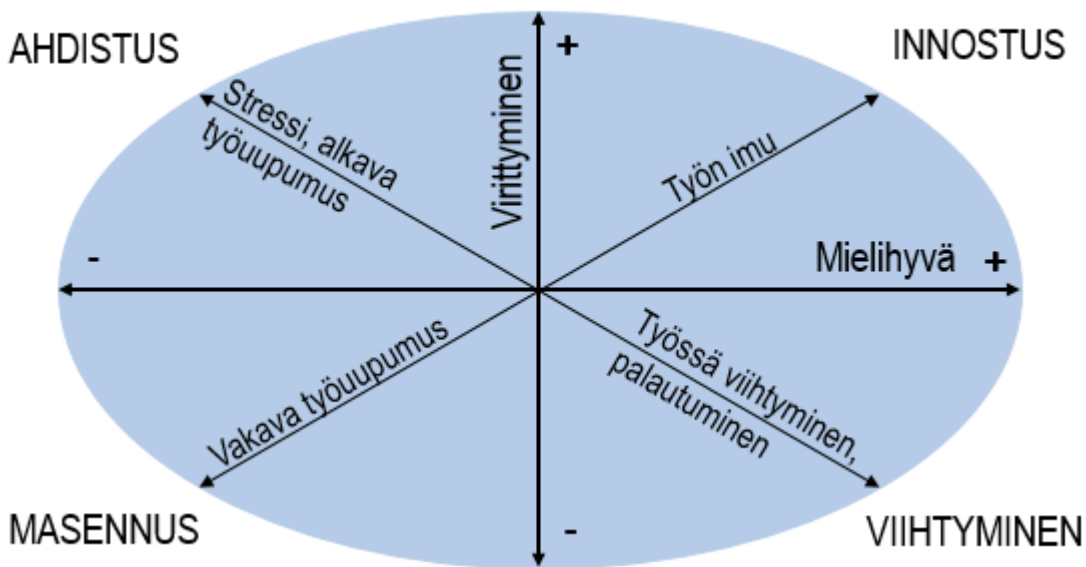 AHDISTUS
+
INNOSTUS
Stressi, alkava
työuupumus
Virittyminen
Työn imu
-
Mielihyvä +
Vakava työuupumus
Työssä viihtyminen,
palautuminen
MASENNUS
-
VIIHTYMINEN